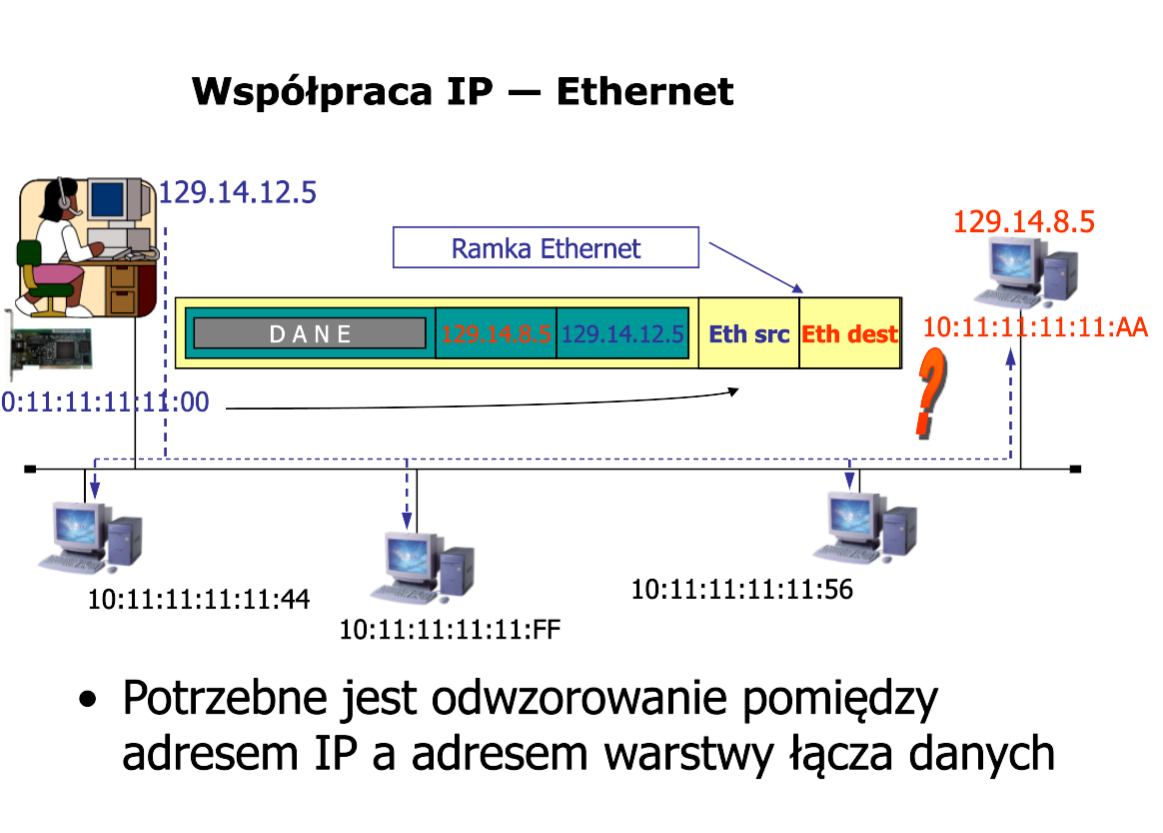 Współpraca IP — Ethernet
129.14.12.5
129.14.8.5
Ramka Ethernet
D A N E
129.14.8.5
129.14.12.5
Eth src
Eth dest
10:11:11:11:11:AA
?
0:11:11:11:11:00
10:11:11:11:11:44
10:11:11:11:11:56
10:11:11:11:11:FF
• Potrzebne jest odwzorowanie pomiędzy
adresem IP a adresem warstwy łącza danych